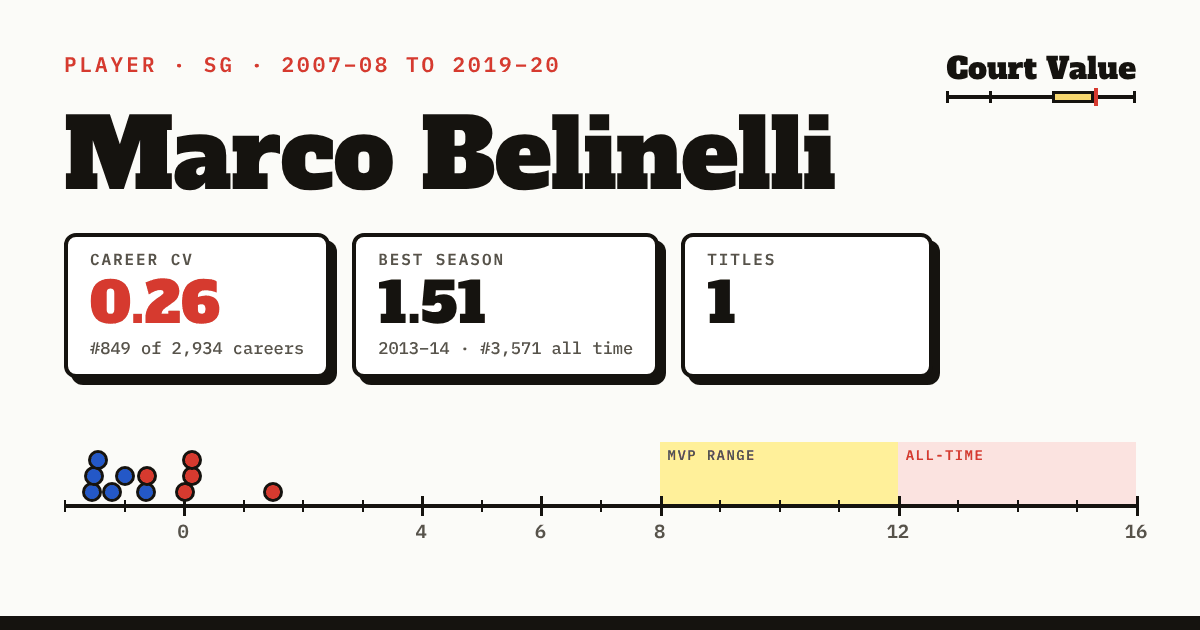 PLAYER · SG · 2007–08 TO 2019–20
Court Value
Marco Belinelli
CAREER CV
0.26
#849 of 2,934 careers
BEST SEASON
1.51
2013–14 · #3,571 all time
TITLES
1
MVP RANGE
ALL-TIME
0 4 6 8 12 16